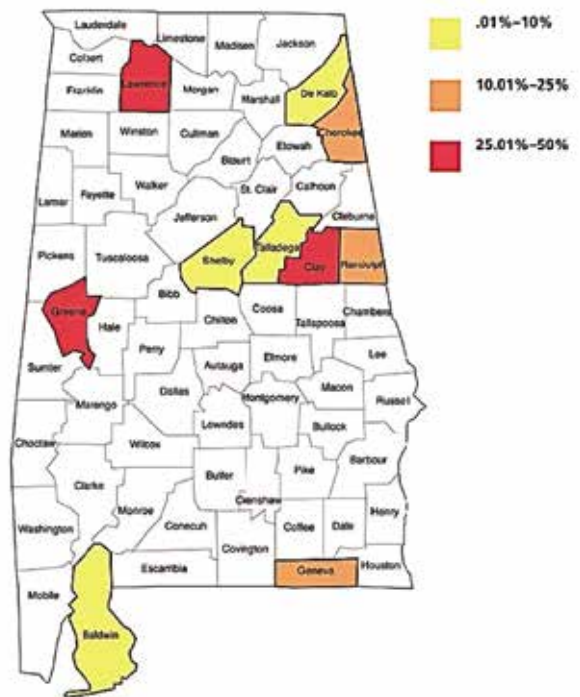 Lauderdale
Limestone
Madison
Jackson
Colbert
Lawrence
Franklin
Morgan
Marshall
De Kalb
Cherokee
Marion
Winston
Cullman
Etowah
Blount
Walker
St. Clair
Calhoun
Fayette
Lamar
Cleburne
Jefferson
Talladega
Pickens
Tuscaloosa
Shelby
Clay
Randolph
Bibb
Greene
Hale
Chilton
Coosa
Tallapoosa
Chambers
Perry
Sumter
Autauga
Elmore
Lee
Dallas
Macon
Marengo
Montgomery
Russell
Lowndes
Bullock
Choctaw
Wilcox
Butler
Pike
Barbour
Clarke
Crenshaw
Monroe
Washington
Conecuh
Coffee
Dale
Henry
Covington
Escambia
Geneva
Houston
Mobile
Baldwin
.01%–10%
10.01%–25%
25.01%–50%